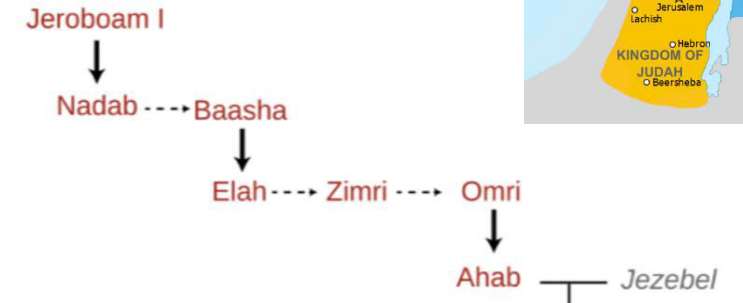 Jeroboam I
Jerusalem
Lachish
Hebron
KINGDOM OF
JUDAH
Beersheba
Nadab Baasha
Elah Zimri Omri
Ahab Jezebel